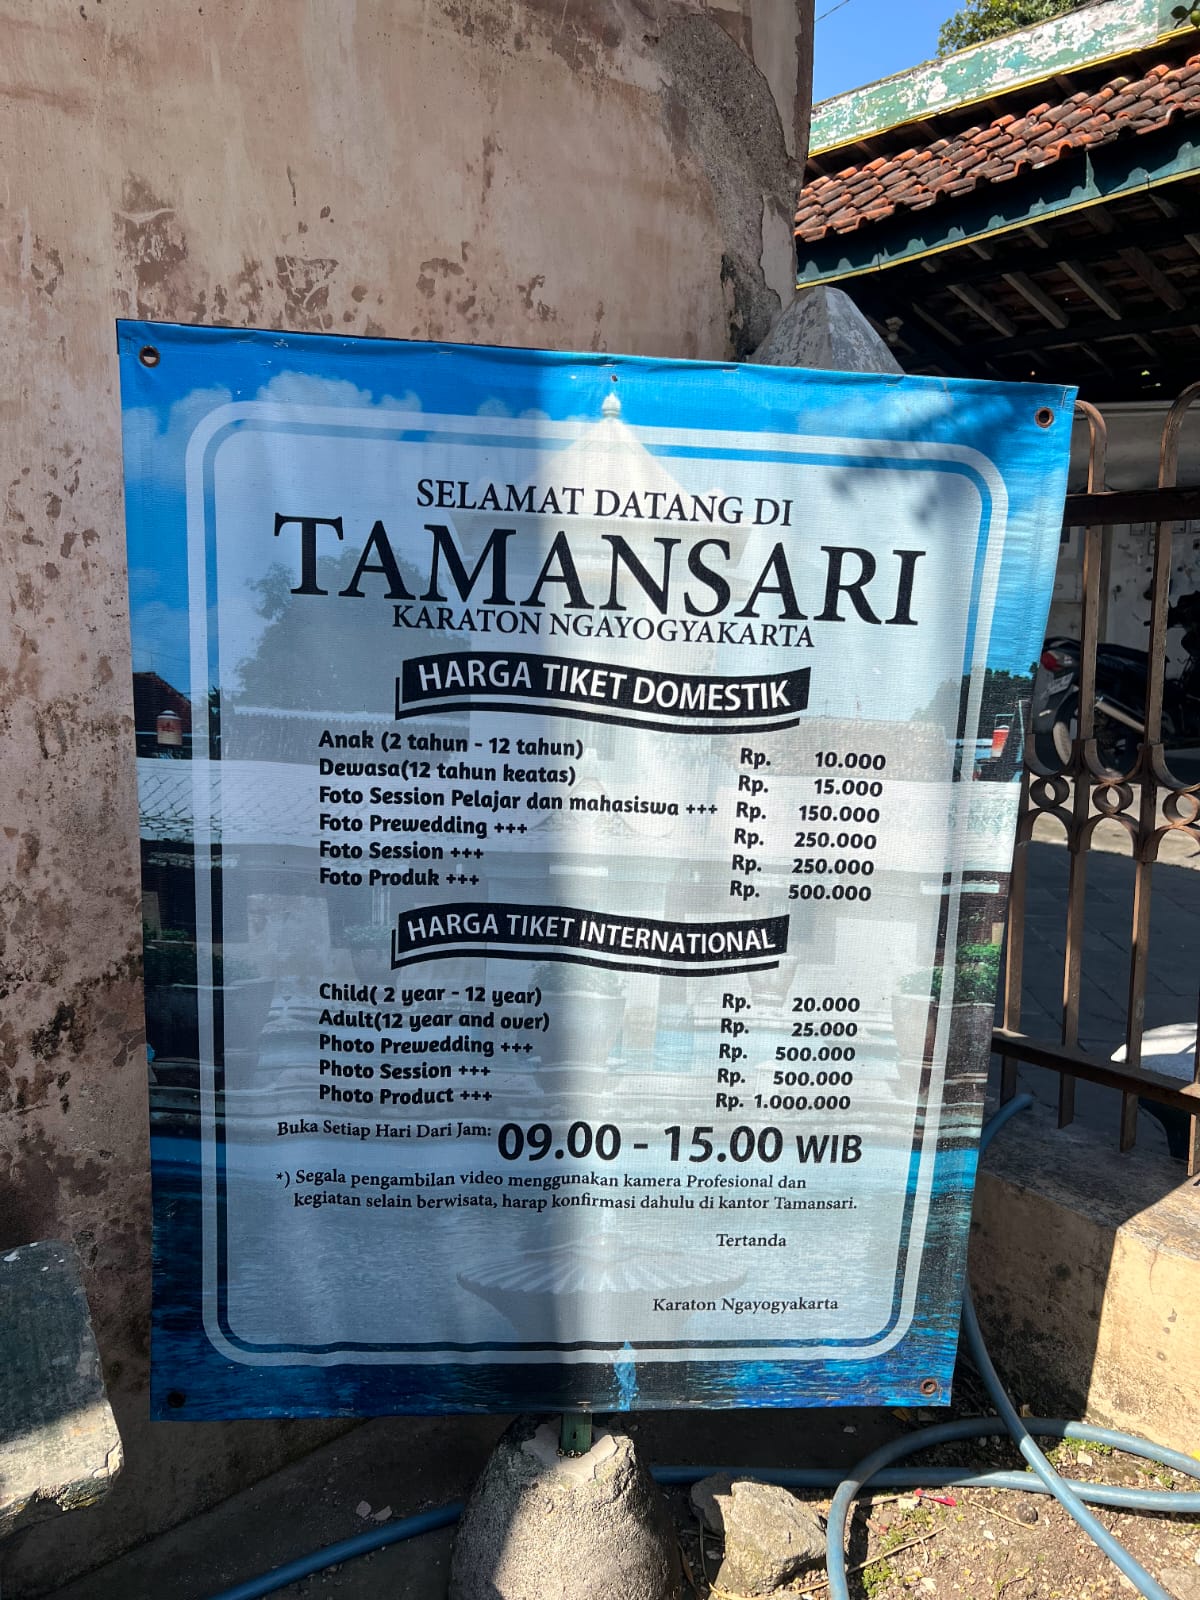 SELAMAT DATANG DI
TAMANSARI
KARATON NGAYOGYAKARTA
HARGA TIKET DOMESTIK
Anak (2 tahun - 12 tahun) Rp. 10.000
Dewasa(12 tahun keatas) Rp. 15.000
Foto Session Pelajar dan mahasiswa +++ Rp. 150.000
Foto Prewedding +++ Rp. 250.000
Foto Session +++ Rp. 250.000
Foto Produk +++ Rp. 500.000
HARGA TIKET INTERNATIONAL
Child( 2 year - 12 year) Rp. 20.000
Adult(12 year and over) Rp. 25.000
Photo Prewedding +++ Rp. 500.000
Photo Session +++ Rp. 500.000
Photo Product +++ Rp. 1.000.000
Buka Setiap Hari Dari Jam: 09.00 - 15.00 WIB
*) Segala pengambilan video menggunakan kamera Profesional dan
kegiatan selain berwisata, harap konfirmasi dahulu di kantor Tamansari.
Tertanda
Karaton Ngayogyakarta